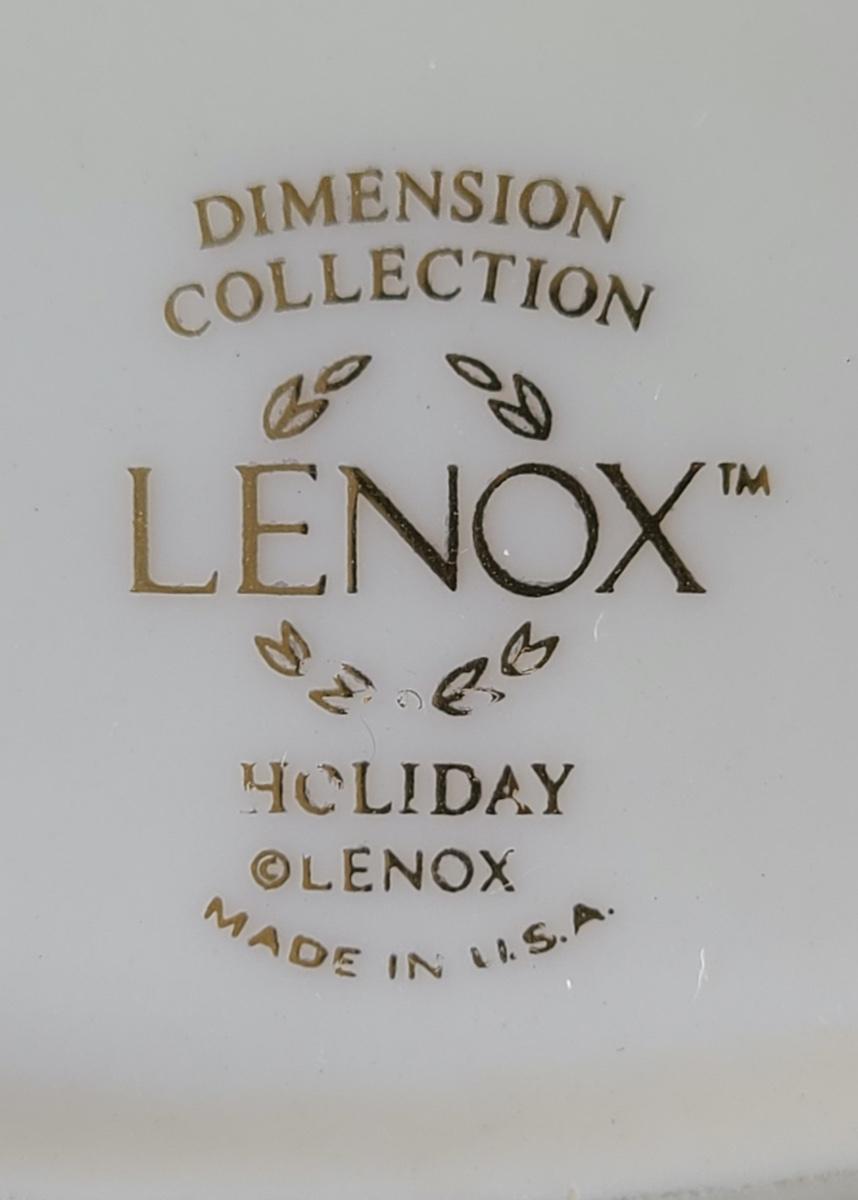 DIMENSION
COLLECTION
LENOX™
HOLIDAY
©LENOX
MADE IN U.S.A.